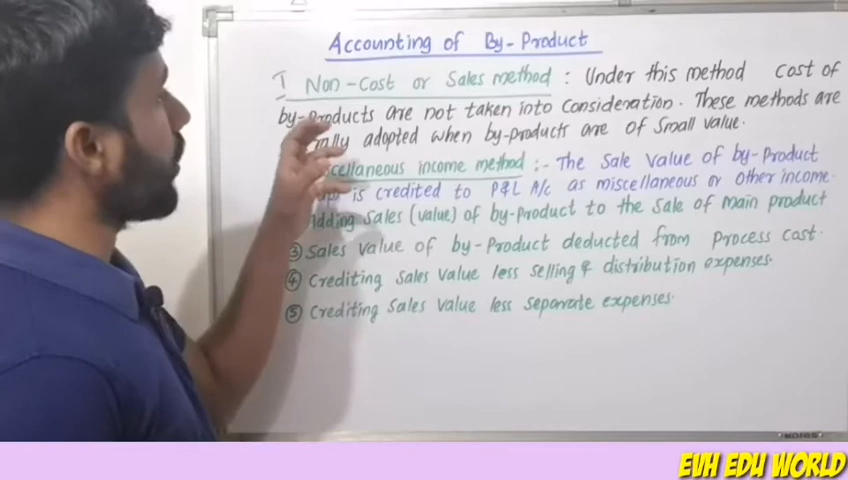 Accounting of By-Product
I Non-Cost or Sales method : Under this method cost of
by-Products are not taken into Consideration. These methods are
adopted when by-products are of Small value.
income method :- The Sale value of by-Product
is credited to P&L A/c as miscellaneous or other income.
Adding Sales (value) of by-Product to the Sale of main product
③ Sales value of by-Product deducted from Process Cost.
④ Crediting Sales value less selling & distribution expenses.
⑤ Crediting Sales value less separate expenses.
NOTES
EVH EDU WORLD